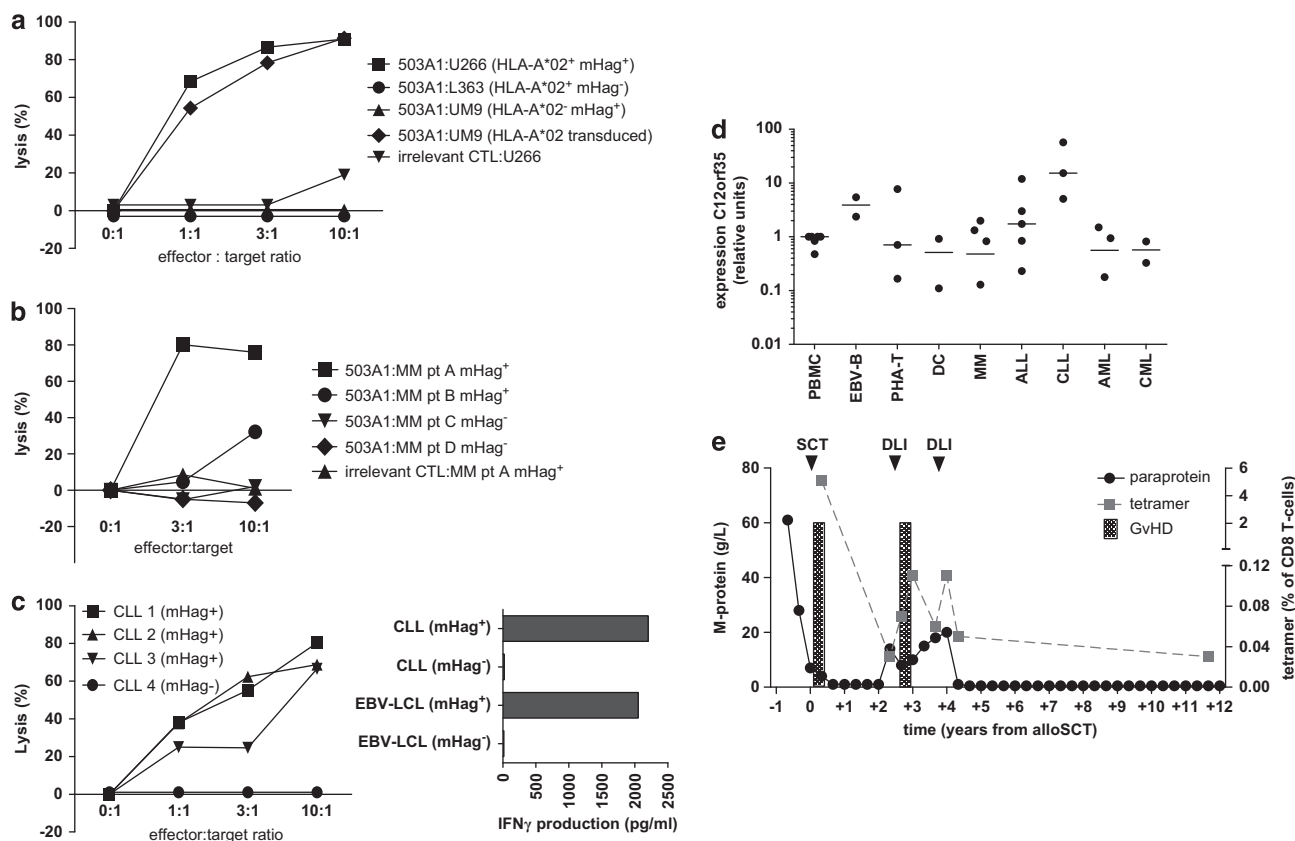 a
100
80
60
40
20
0
-20
lysis (%)
0:1 1:1 3:1 10:1
effector : target ratio
503A1:U266 (HLA-A*02+ mHag+)
503A1:L363 (HLA-A*02+ mHag-)
503A1:UM9 (HLA-A*02- mHag+)
503A1:UM9 (HLA-A*02 transduced)
irrelevant CTL:U266
b
100
80
60
40
20
0
-20
lysis (%)
0:1 3:1 10:1
effector:target
503A1:MM pt A mHag+
503A1:MM pt B mHag+
503A1:MM pt C mHag-
503A1:MM pt D mHag-
irrelevant CTL:MM pt A mHag+
c
100
80
60
40
20
0
-20
Lysis (%)
CLL 1 (mHag+)
CLL 2 (mHag+)
CLL 3 (mHag+)
CLL 4 (mHag-)
0:1 1:1 3:1 10:1
effector:target ratio
CLL (mHag+)
CLL (mHag-)
EBV-LCL (mHag+)
EBV-LCL (mHag-)
0 500 1000 1500 2000 2500
IFNγ production (pg/ml)
d
100
10
1
0.1
0.01
expression C12orf35
(relative units)
PBMC EBV-B PHA-T DC MM ALL CLL AML CML
e
SCT DLI DLI
80
60
40
20
0
M-protein (g/L)
paraprotein
tetramer
GvHD
6
4
2
0.12
0.08
0.04
0.00
tetramer (% of CD8 T-cells)
-1 0 +1 +2 +3 +4 +5 +6 +7 +8 +9 +10 +11 +12
time (years from alloSCT)